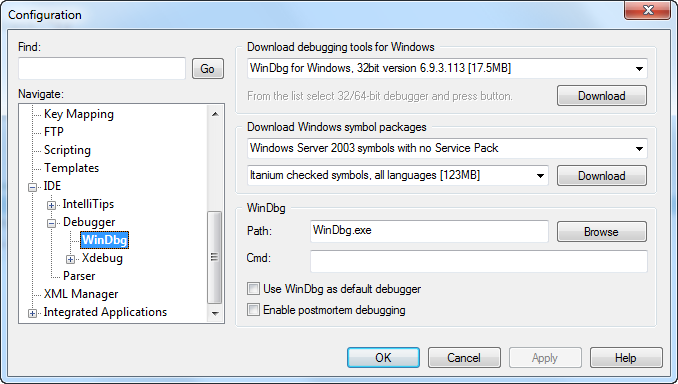 Configuration
Find:
Go
Navigate:
Key Mapping
FTP
Scripting
Templates
IDE
IntelliTips
Debugger
WinDbg
Xdebug
Parser
XML Manager
Integrated Applications
Download debugging tools for Windows
WinDbg for Windows, 32bit version 6.9.3.113 [17.5MB]
From the list select 32/64-bit debugger and press button.
Download
Download Windows symbol packages
Windows Server 2003 symbols with no Service Pack
Itanium checked symbols, all languages [123MB]
Download
WinDbg
Path:
WinDbg.exe
Browse
Cmd:
Use WinDbg as default debugger
Enable postmortem debugging
OK
Cancel
Apply
Help